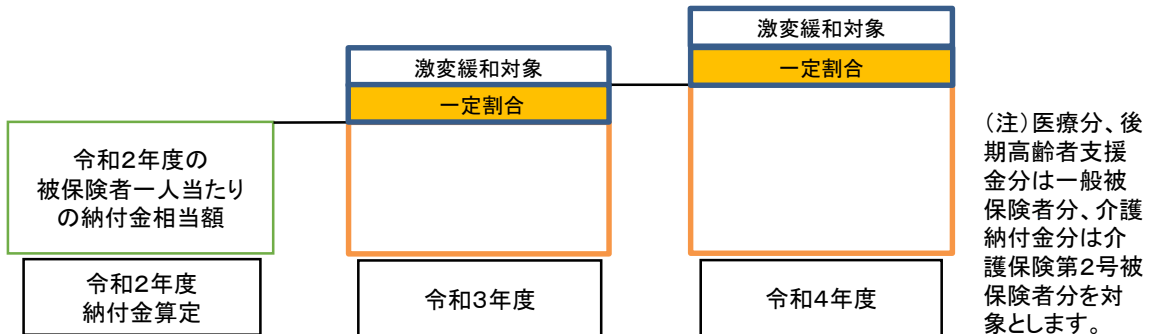 激変緩和対象
一定割合
激変緩和対象
一定割合
令和2年度の
被保険者一人当たり
の納付金相当額
令和2年度
納付金算定
令和3年度
令和4年度
(注)医療分、後
期高齢者支援
金分は一般被
保険者分、介護
納付金分は介
護保険第2号被
保険者分を対
象とします。